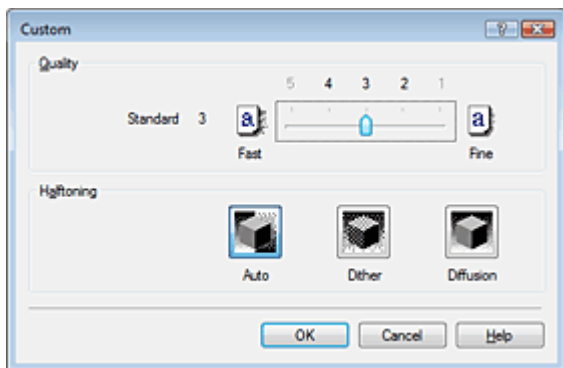 Custom
Quality
5 4 3 2 1
Standard 3
a a
Fast Fine
Halftoning
Auto Dither Diffusion
OK Cancel Help